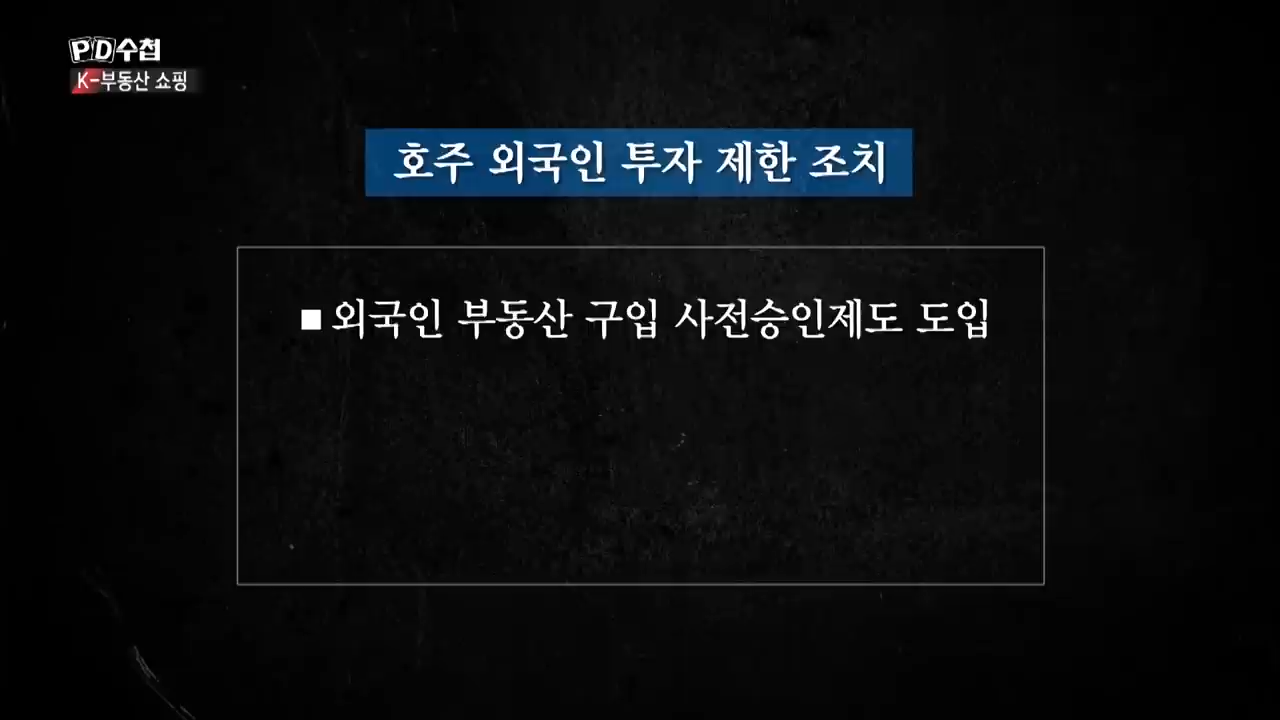 PD수첩
K-부동산 쇼핑
호주 외국인 투자 제한 조치
■ 외국인 부동산 구입 사전승인제도 도입